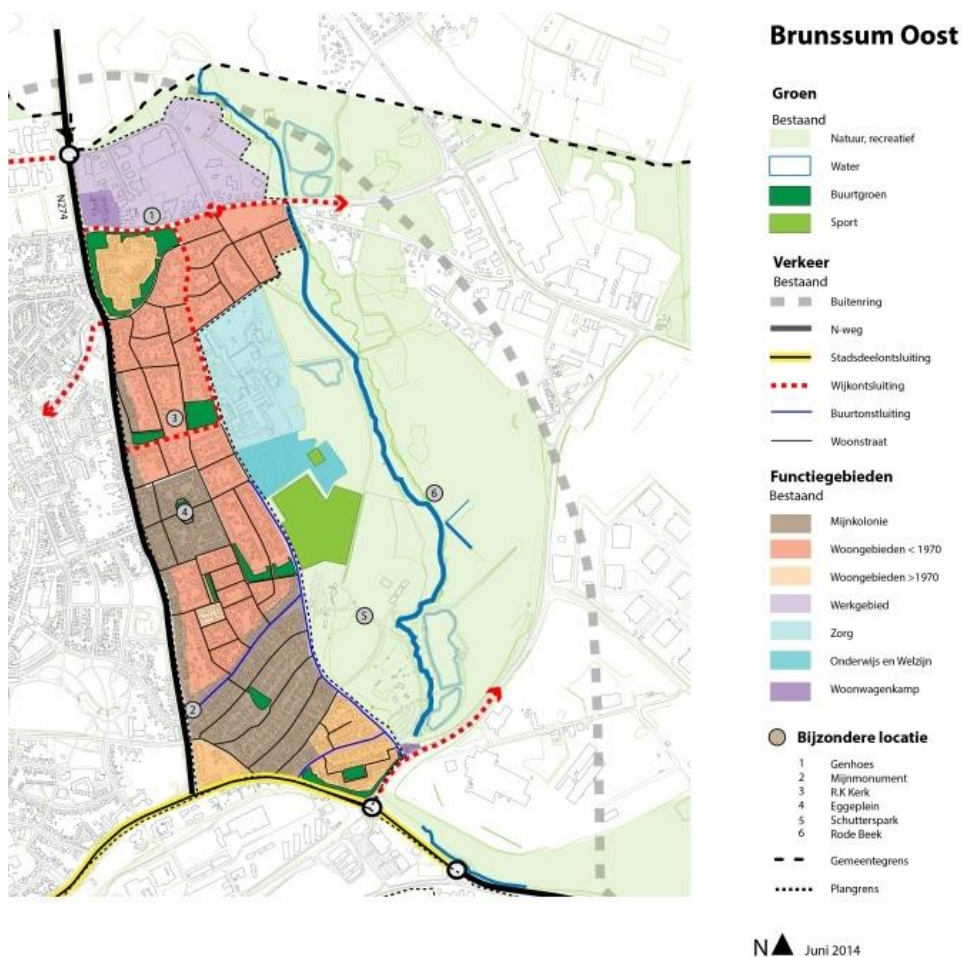 Brunssum Oost
Groen
Bestaand
Natuur, recreatief
Water
Buurtgroen
Sport
Verkeer
Bestaand
Buitenring
N-weg
Stadsdeelontsluiting
Wijkontsluiting
Buurtonstluiting
Woonstraat
Functiegebieden
Bestaand
Mijnkolonie
Woongebieden < 1970
Woongebieden >1970
Werkgebied
Zorg
Onderwijs en Welzijn
Woonwagenkamp
Bijzondere locatie
1 Genhoes
2 Mijnmonument
3 R.K Kerk
4 Eggeplein
5 Schutterspark
6 Rode Beek
Gemeentegrens
Plangrens
N Juni 2014
N274
1
3
4
6
5
2